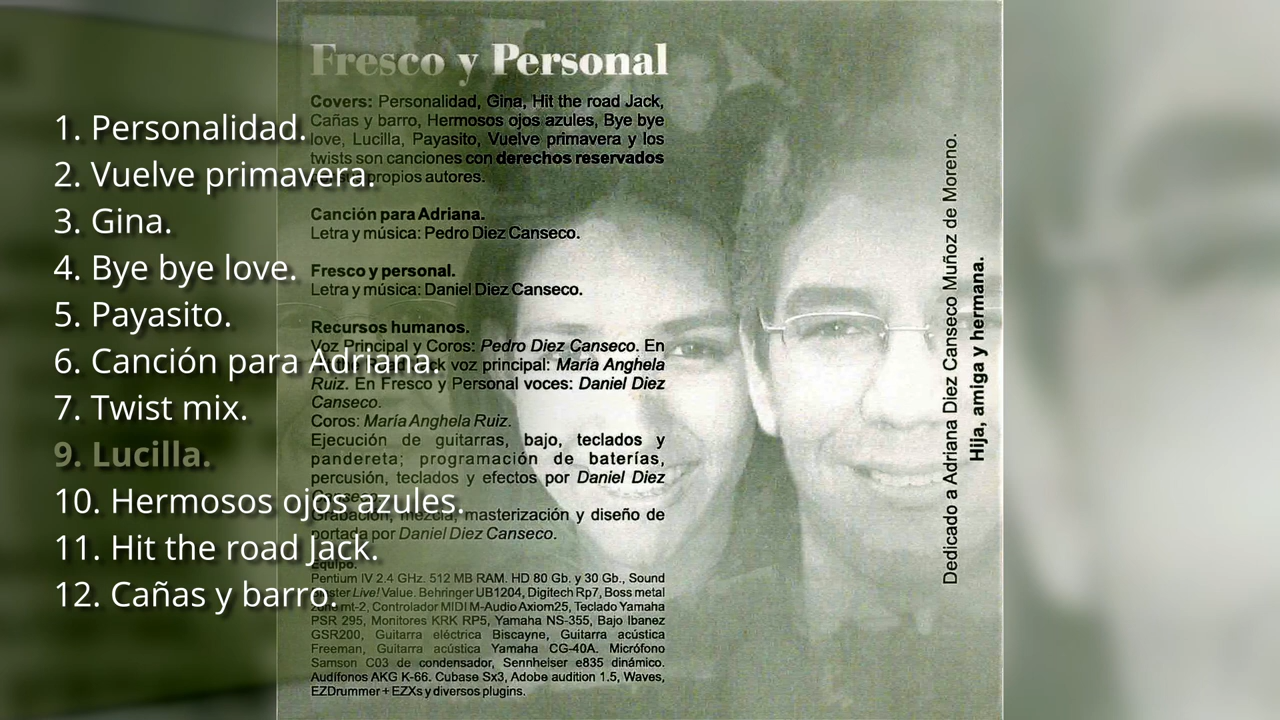 1. Personalidad.
2. Vuelve primavera.
3. Gina.
4. Bye bye love.
5. Payasito.
6. Canción para Adriana.
7. Twist mix.
9. Lucilla.
10. Hermosos ojos azules.
11. Hit the road Jack.
12. Cañas y barro.
Fresco y Personal
Covers: Personalidad, Gina, Hit the road Jack,
Cañas y barro, Hermosos ojos azules, Bye bye
love, Lucilla, Payasito, Vuelve primavera y los
twists son canciones con derechos reservados
propios autores.
Canción para Adriana.
Letra y música: Pedro Diez Canseco.
Fresco y personal.
Letra y música: Daniel Diez Canseco.
Recursos humanos.
Voz Principal y Coros: Pedro Diez Canseco. En
voz principal: María Anghela
Ruiz. En Fresco y Personal voces: Daniel Diez
Canseco.
Coros: María Anghela Ruiz.
Ejecución de guitarras, bajo, teclados y
pandereta; programación de baterías,
percusión, teclados y efectos por Daniel Diez
Canseco.
Grabación, mezcla, masterización y diseño de
portada por Daniel Diez Canseco.
Equipo.
Pentium IV 2.4 GHz. 512 MB RAM. HD 80 Gb. y 30 Gb., Sound
Live! Value. Behringer UB1204, Digitech Rp7, Boss metal
mt-2, Controlador MIDI M-Audio Axiom25, Teclado Yamaha
PSR 295, Monitores KRK RP5, Yamaha NS-355, Bajo Ibanez
GSR200, Guitarra eléctrica Biscayne, Guitarra acústica
Freeman, Guitarra acústica Yamaha CG-40A. Micrófono
Samson C03 de condensador, Sennheiser e835 dinámico.
Audífonos AKG K-66. Cubase Sx3, Adobe audition 1.5, Waves,
EZDrummer + EZXs y diversos plugins.
Dedicado a Adriana Diez Canseco Muñoz de Moreno.
Hija, amiga y hermana.